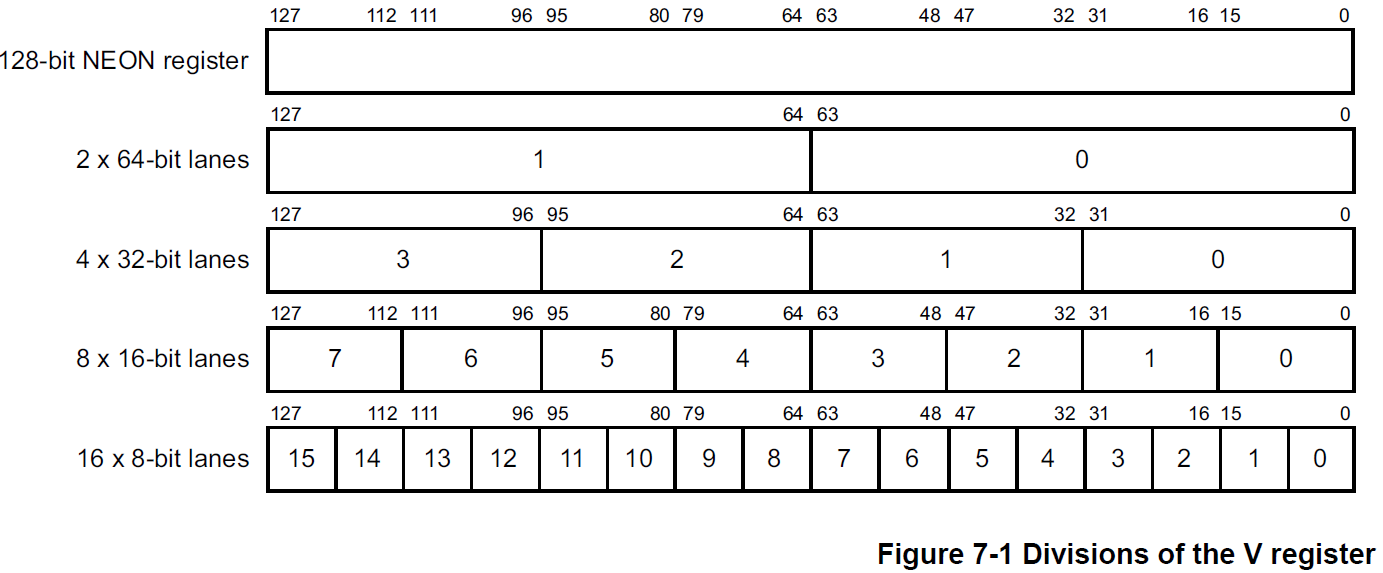 127 112 111 96 95 80 79 64 63 48 47 32 31 16 15 0
128-bit NEON register
127 64 63 0
2 x 64-bit lanes 1 0
127 96 95 64 63 32 31 0
4 x 32-bit lanes 3 2 1 0
127 112 111 96 95 80 79 64 63 48 47 32 31 16 15 0
8 x 16-bit lanes 7 6 5 4 3 2 1 0
127 112 111 96 95 80 79 64 63 48 47 32 31 16 15 0
16 x 8-bit lanes 15 14 13 12 11 10 9 8 7 6 5 4 3 2 1 0
Figure 7-1 Divisions of the V register